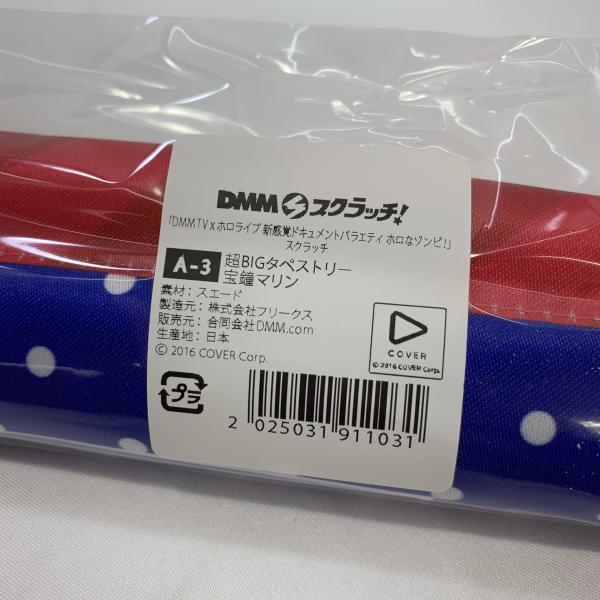 DMM スクラッチ!
「DMM TV x ホロライブ 新感覚ドキュメントバラエティ ホロなゾンビ!」
スクラッチ
A-3 超BIGタペストリー
宝鐘マリン
素材:スエード
製造元:株式会社フリークス
販売元:合同会社DMM.com
生産地:日本
© 2016 COVER Corp.
COVER
© 2016 COVER Corp.
プラ
2 025031 911031